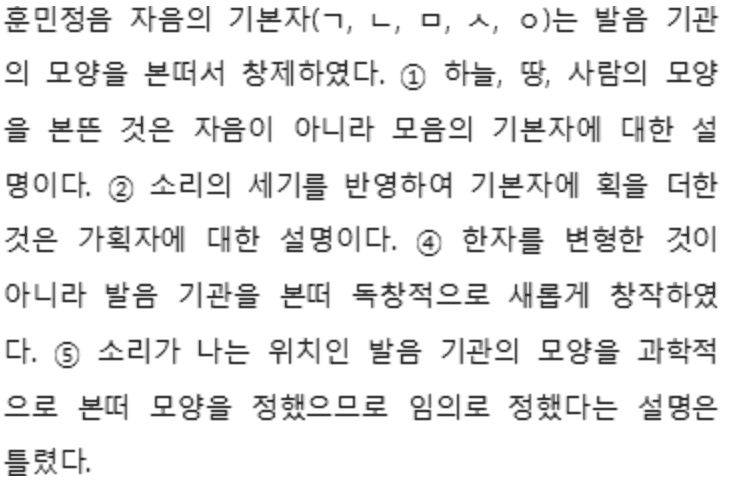 훈민정음 자음의 기본자(ㄱ, ㄴ, ㅁ, ㅅ, ㅇ)는 발음 기관
의 모양을 본떠서 창제하였다. ① 하늘, 땅, 사람의 모양
을 본뜬 것은 자음이 아니라 모음의 기본자에 대한 설
명이다. ② 소리의 세기를 반영하여 기본자에 획을 더한
것은 가획자에 대한 설명이다. ④ 한자를 변형한 것이
아니라 발음 기관을 본떠 독창적으로 새롭게 창작하였
다. ⑤ 소리가 나는 위치인 발음 기관의 모양을 과학적
으로 본떠 모양을 정했으므로 임의로 정했다는 설명은
틀렸다.